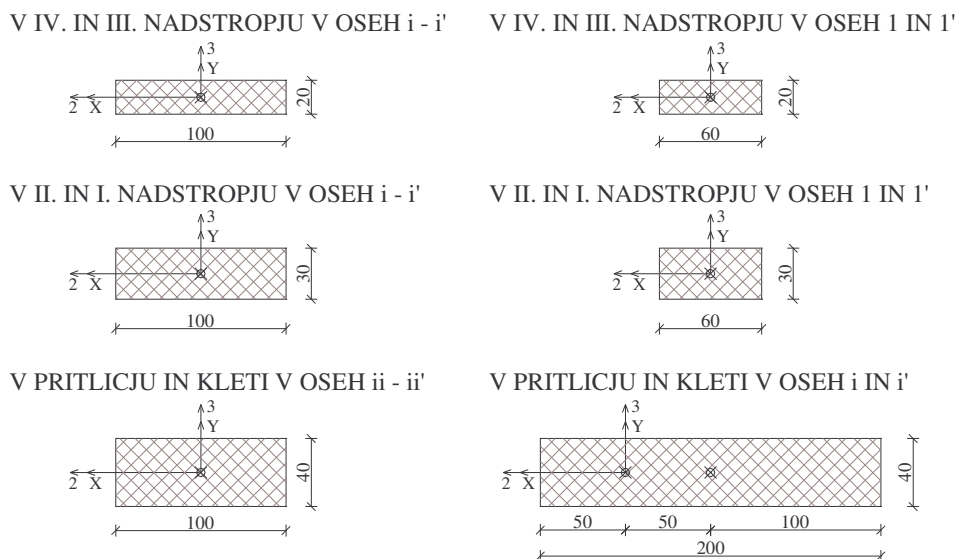 V IV. IN III. NADSTROPJU V OSEH i - i'
3
Y
2 X
20
100
V IV. IN III. NADSTROPJU V OSEH 1 IN 1'
3
Y
2 X
20
60
V II. IN I. NADSTROPJU V OSEH i - i'
3
Y
2 X
30
100
V II. IN I. NADSTROPJU V OSEH 1 IN 1'
3
Y
2 X
30
60
V PRITLICJU IN KLETI V OSEH ii - ii'
3
Y
2 X
40
100
V PRITLICJU IN KLETI V OSEH i IN i'
3
Y
2 X
40
50 50 100
200